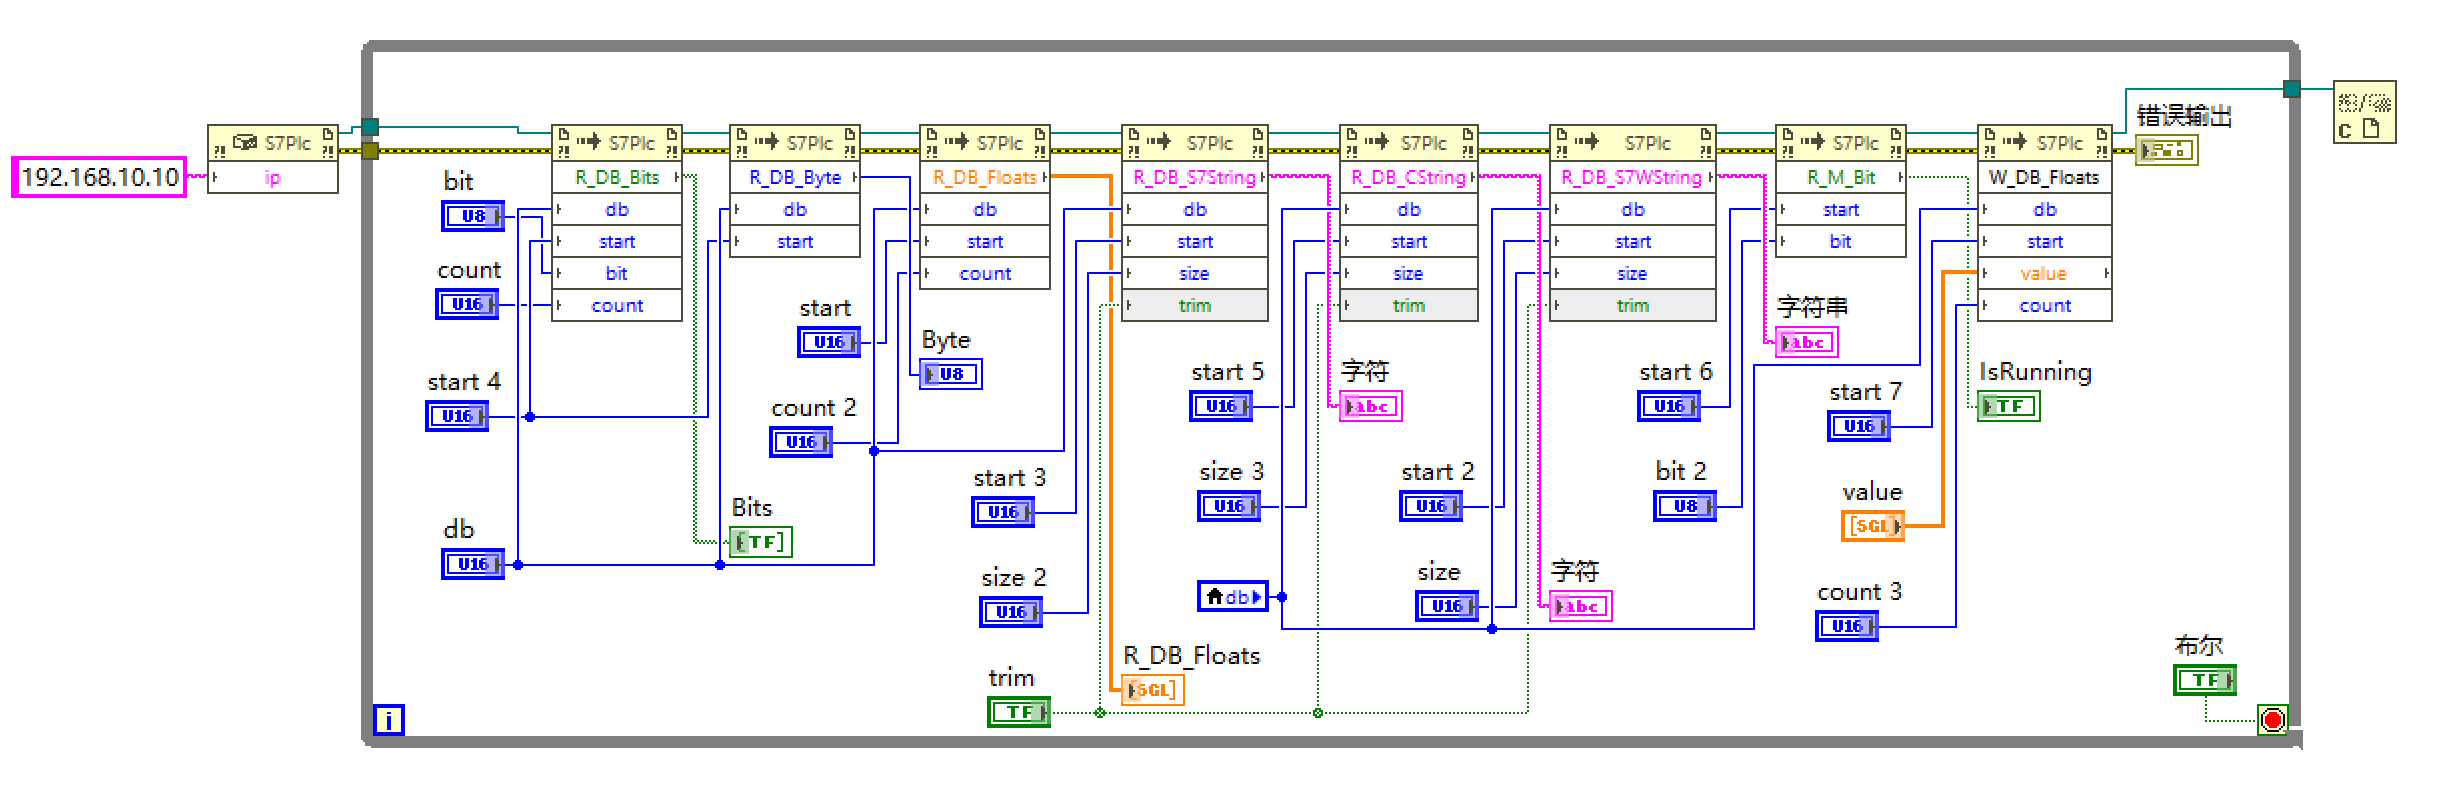 192.168.10.10
S7Plc
ip
bit
U8
count
U16
start 4
U16
db
U16
i
S7Plc
R_DB_Bits
db
start
bit
count
Bits
[TF]
S7Plc
R_DB_Byte
db
start
start
U16
count 2
U16
Byte
U8
S7Plc
R_DB_Floats
db
start
count
start 3
U16
size 2
U16
trim
TF
R_DB_Floats
[SGL]
S7Plc
R_DB_S7String
db
start
size
trim
start 5
U16
size 3
U16
db
字符
abc
S7Plc
R_DB_CString
db
start
size
trim
start 2
U16
size
U16
字符
abc
S7Plc
R_DB_S7WString
db
start
size
trim
start 6
U16
bit 2
U8
字符串
abc
S7Plc
R_M_Bit
start
bit
start 7
U16
value
[SGL]
count 3
U16
IsRunning
TF
S7Plc
W_DB_Floats
db
start
value
count
错误输出
布尔
TF
C